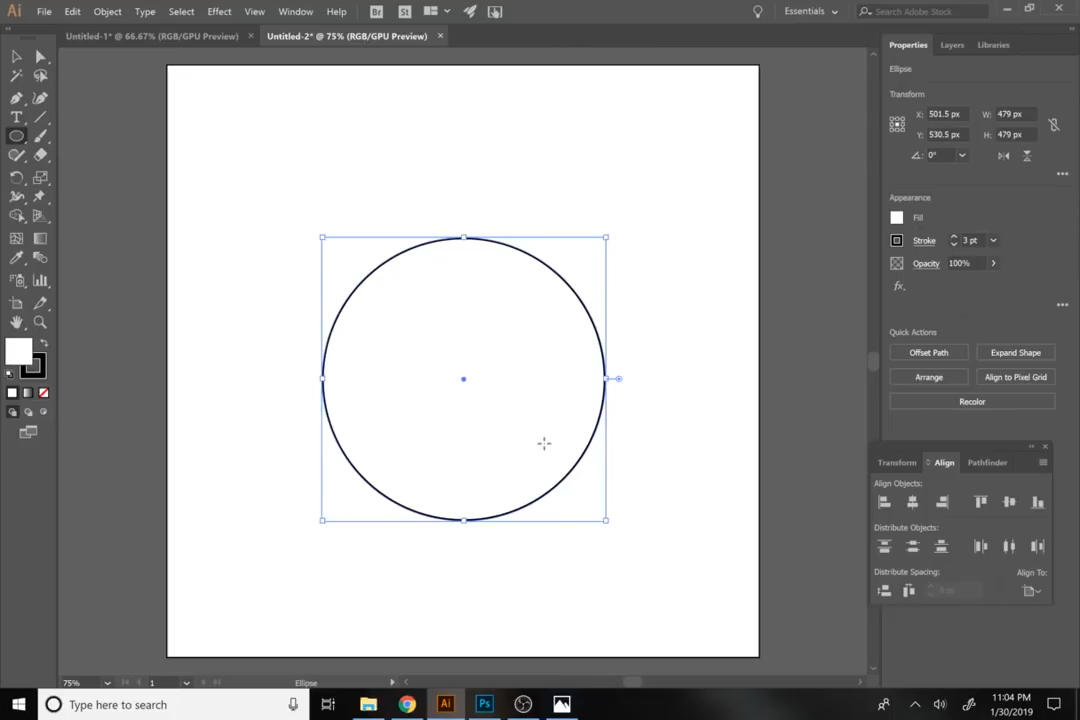 Ai File Edit Object Type Select Effect View Window Help Br St Essentials Search Adobe Stock
Untitled-1* @ 66.67% (RGB/GPU Preview) × Untitled-2* @ 75% (RGB/GPU Preview) ×
Properties Layers Libraries
Ellipse
Transform
X: 501.5 px W: 479 px
Y: 530.5 px H: 479 px
0°
Appearance
Fill
Stroke 3 pt
Opacity 100%
fx.
Quick Actions
Offset Path Expand Shape
Arrange Align to Pixel Grid
Recolor
Transform Align Pathfinder
Align Objects:
Distribute Objects:
Distribute Spacing: Align To:
75% 1 Ellipse
Type here to search Ai Ps 11:04 PM
1/30/2019